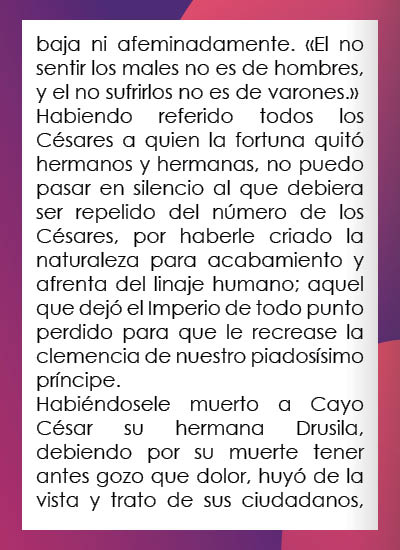 baja ni afeminadamente. «El no
sentir los males no es de hombres,
y el no sufrirlos no es de varones.»
Habiendo referido todos los
Césares a quien la fortuna quitó
hermanos y hermanas, no puedo
pasar en silencio al que debiera
ser repelido del número de los
Césares, por haberle criado la
naturaleza para acabamiento y
afrenta del linaje humano; aquel
que dejó el Imperio de todo punto
perdido para que le recrease la
clemencia de nuestro piadosísimo
príncipe.
Habiéndosele muerto a Cayo
César su hermana Drusila,
debiendo por su muerte tener
antes gozo que dolor, huyó de la
vista y trato de sus ciudadanos,